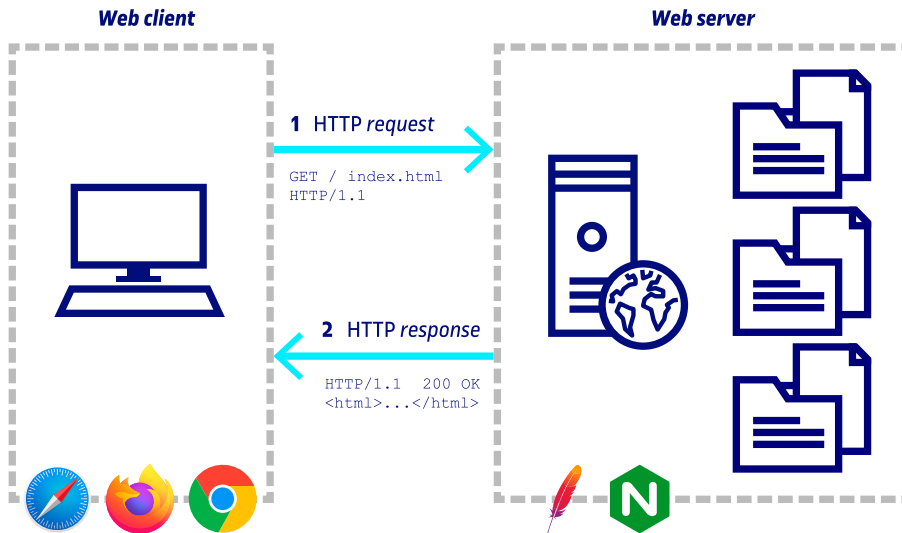 Web client
Web server
1 HTTP request
GET / index.html
HTTP/1.1
2 HTTP response
HTTP/1.1 200 OK
<html>...</html>
N